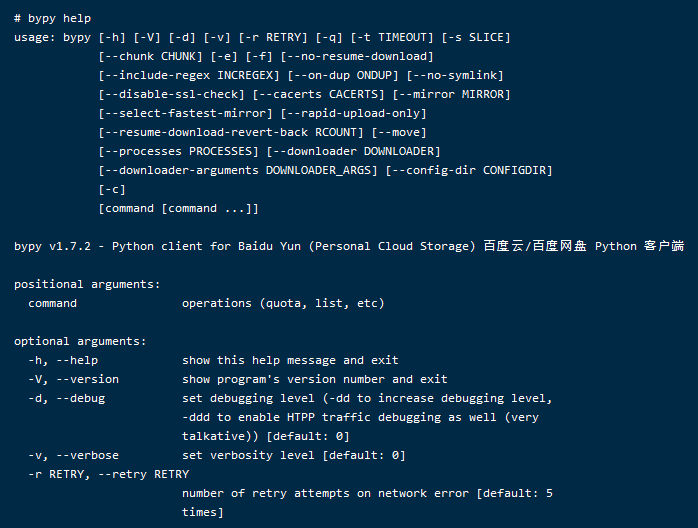 # bypy help
usage: bypy [-h] [-V] [-d] [-v] [-r RETRY] [-q] [-t TIMEOUT] [-s SLICE]
[--chunk CHUNK] [-e] [-f] [--no-resume-download]
[--include-regex INCREGEX] [--on-dup ONDUP] [--no-symlink]
[--disable-ssl-check] [--cacerts CACERTS] [--mirror MIRROR]
[--select-fastest-mirror] [--rapid-upload-only]
[--resume-download-revert-back RCOUNT] [--move]
[--processes PROCESSES] [--downloader DOWNLOADER]
[--downloader-arguments DOWNLOADER_ARGS] [--config-dir CONFIGDIR]
[-c]
[command [command ...]]
bypy v1.7.2 - Python client for Baidu Yun (Personal Cloud Storage) 百度云/百度网盘 Python 客户端
positional arguments:
command operations (quota, list, etc)
optional arguments:
-h, --help show this help message and exit
-V, --version show program's version number and exit
-d, --debug set debugging level (-dd to increase debugging level,
-ddd to enable HTPP traffic debugging as well (very
talkative)) [default: 0]
-v, --verbose set verbosity level [default: 0]
-r RETRY, --retry RETRY
number of retry attempts on network error [default: 5
times]